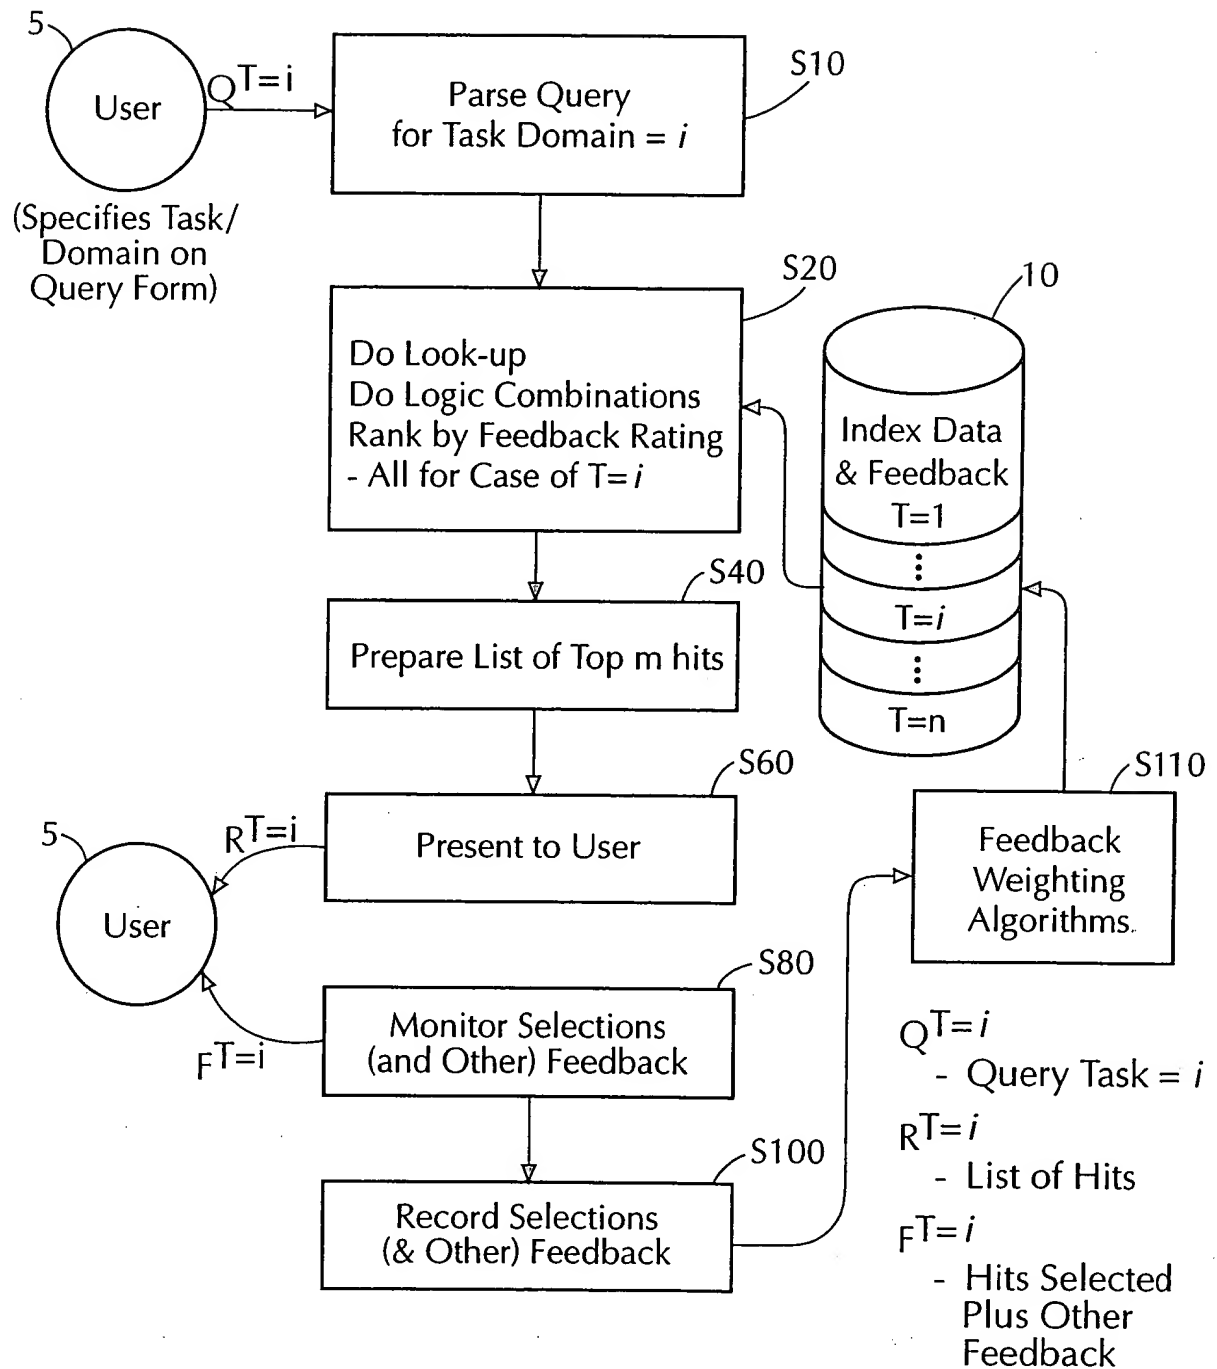 5
User
QT=i
(Specifies Task/
Domain on
Query Form)
Parse Query
for Task Domain = i
S10
Do Look-up
Do Logic Combinations
Rank by Feedback Rating
- All for Case of T=i
S20
10
Index Data
& Feedback
T=1
T=i
T=n
Prepare List of Top m hits
S40
Present to User
S60
RT=i
5
User
FT=i
Monitor Selections
(and Other) Feedback
S80
Record Selections
(& Other) Feedback
S100
Feedback
Weighting
Algorithms
S110
QT=i
- Query Task = i
RT=i
- List of Hits
FT=i
- Hits Selected
Plus Other
Feedback